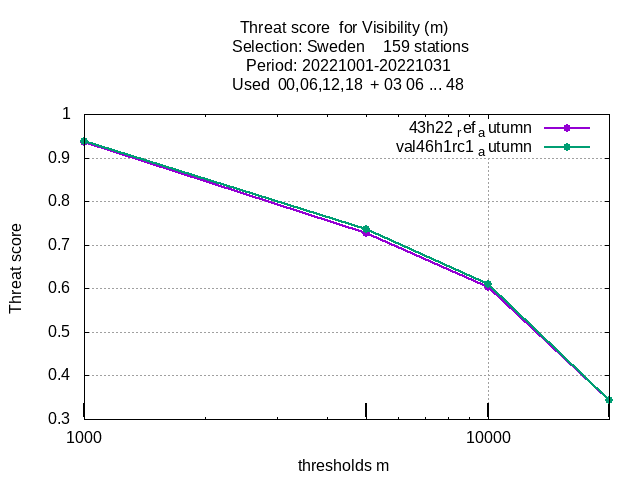 Threat score  for Visibility (m)
Selection: Sweden    159 stations
Period: 20221001-20221031
Used  00,06,12,18  + 03 06 ... 48
43h22 ref a utumn
val46h1rc1 a utumn
1
0.9
0.8
0.7
0.6
0.5
0.4
0.3
Threat score
1000
10000
thresholds m